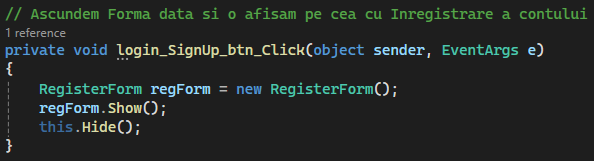 // Ascundem Forma data si o afisam pe cea cu Inregistrare a contului
1 reference
private void login_SignUp_btn_Click(object sender, EventArgs e)
{
    RegisterForm regForm = new RegisterForm();
    regForm.Show();
    this.Hide();
}